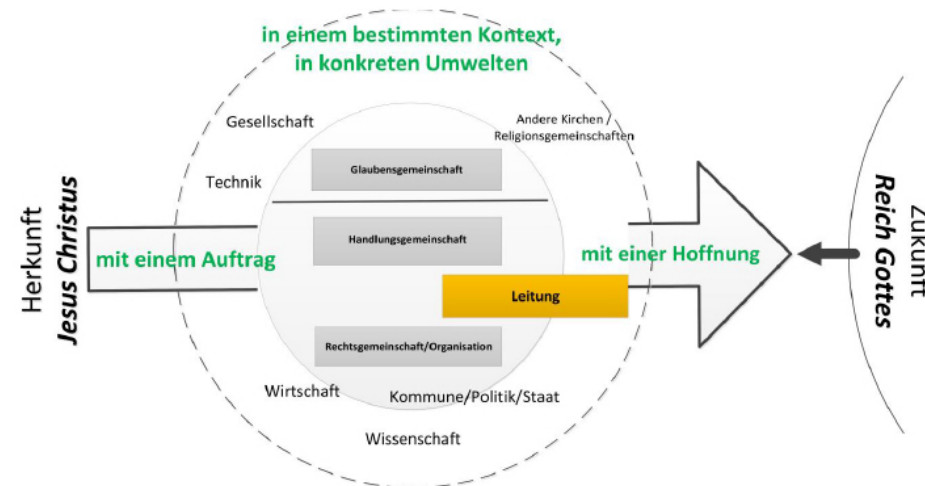 in einem bestimmten Kontext,
in konkreten Umwelten
Gesellschaft
Andere Kirchen /
Religionsgemeinschaften
Technik
Glaubensgemeinschaft
Herkunft
Jesus Christus
mit einem Auftrag
Handlungsgemeinschaft
mit einer Hoffnung
Reich Gottes
Zukunft
Leitung
Rechtsgemeinschaft/Organisation
Wirtschaft
Kommune/Politik/Staat
Wissenschaft